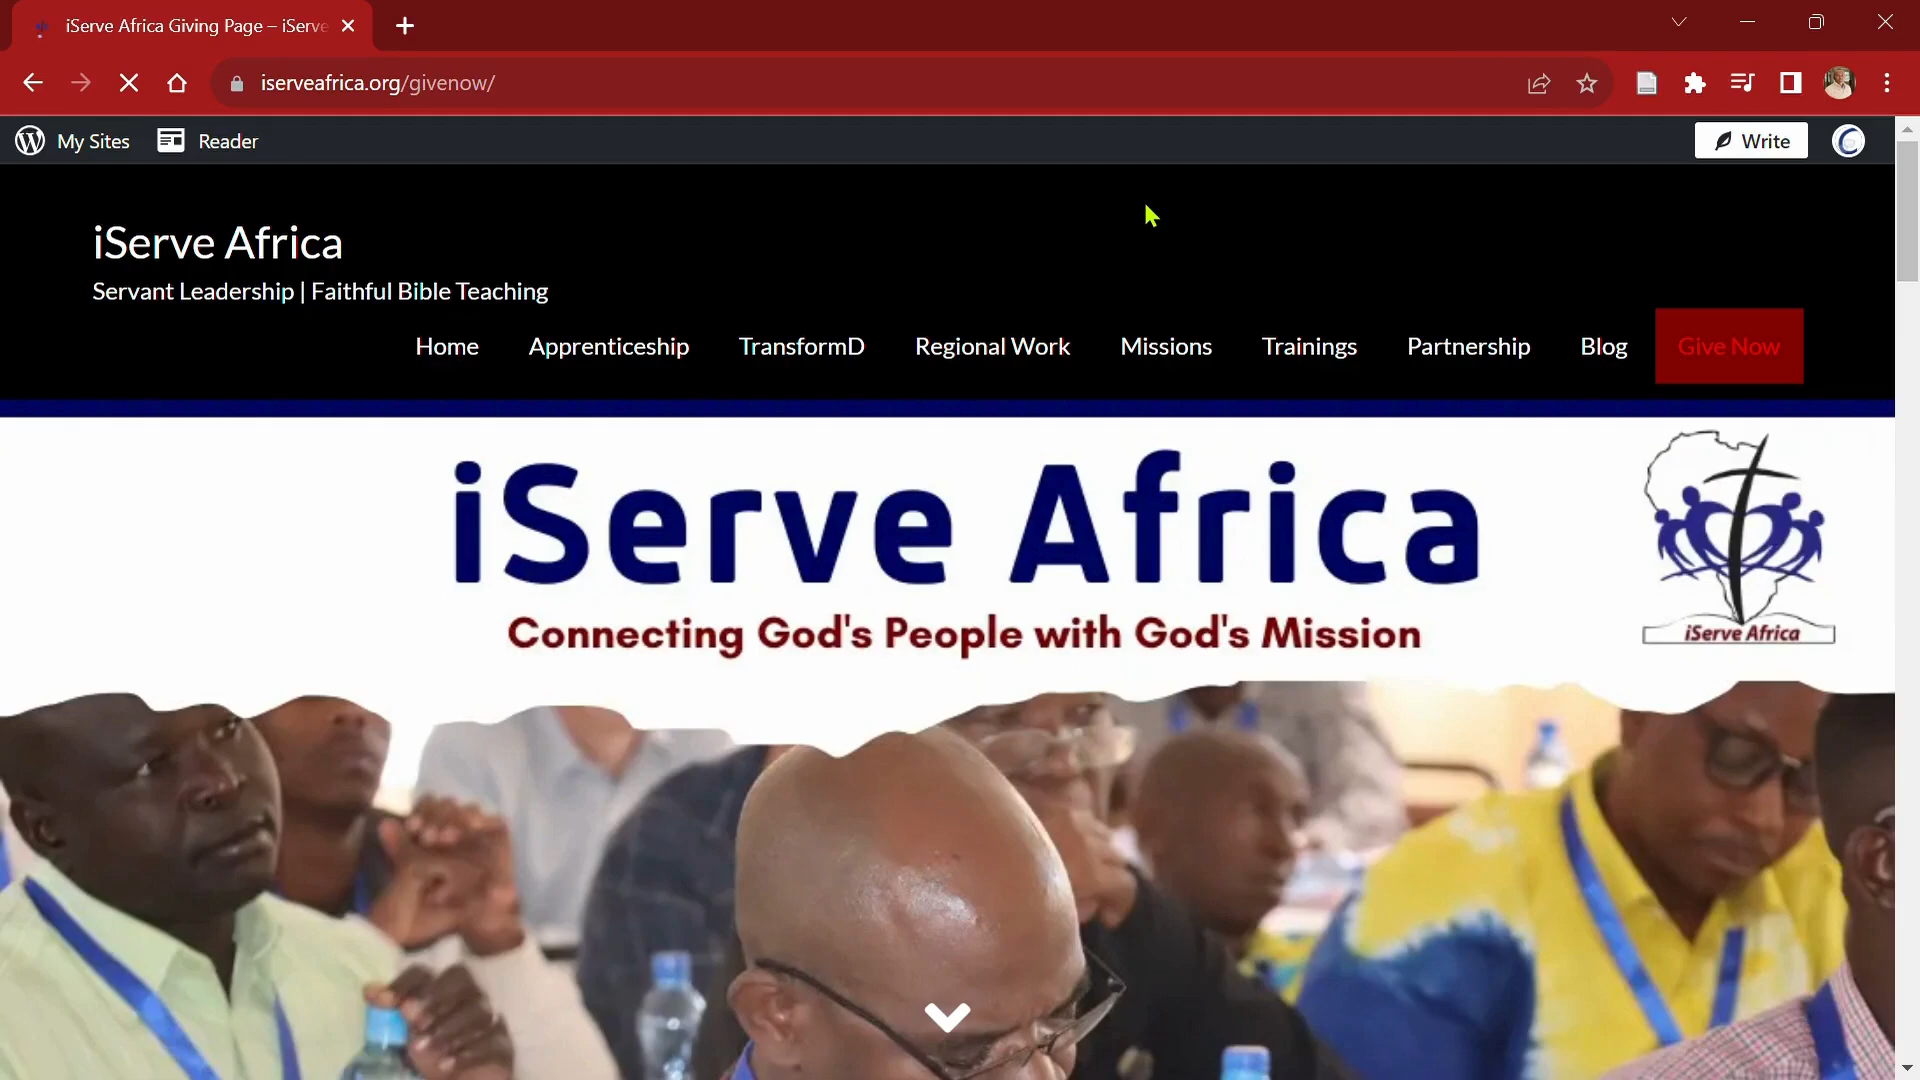 iServe Africa Giving Page – iServe
iserveafrica.org/givenow/
My Sites
Reader
Write
iServe Africa
Servant Leadership | Faithful Bible Teaching
Home
Apprenticeship
TransformD
Regional Work
Missions
Trainings
Partnership
Blog
Give Now
iServe Africa
Connecting God's People with God's Mission
iServe Africa